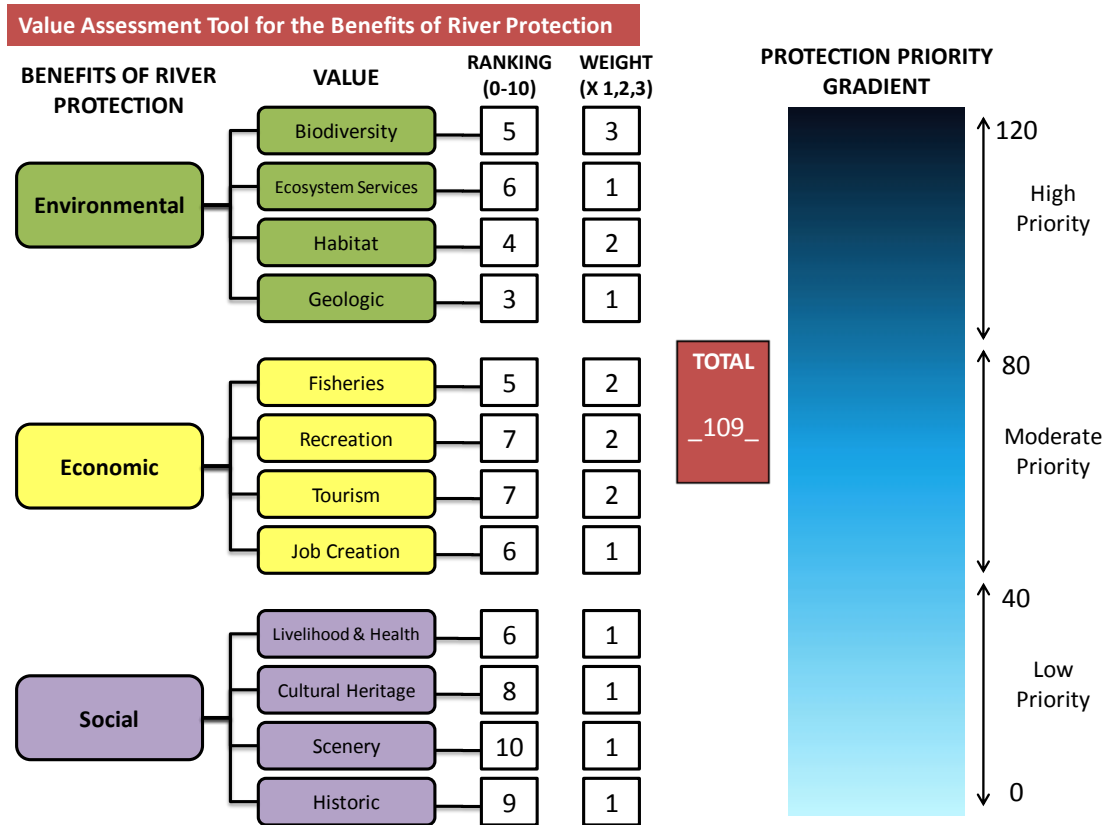 Value Assessment Tool for the Benefits of River Protection
BENEFITS OF RIVER
PROTECTION
VALUE
RANKING
(0-10)
WEIGHT
(X 1,2,3)
Environmental
Biodiversity
5
3
Ecosystem Services
6
1
Habitat
4
2
Geologic
3
1
Economic
Fisheries
5
2
Recreation
7
2
Tourism
7
2
Job Creation
6
1
Social
Livelihood & Health
6
1
Cultural Heritage
8
1
Scenery
10
1
Historic
9
1
TOTAL
_109_
PROTECTION PRIORITY
GRADIENT
120
High
Priority
80
Moderate
Priority
40
Low
Priority
0